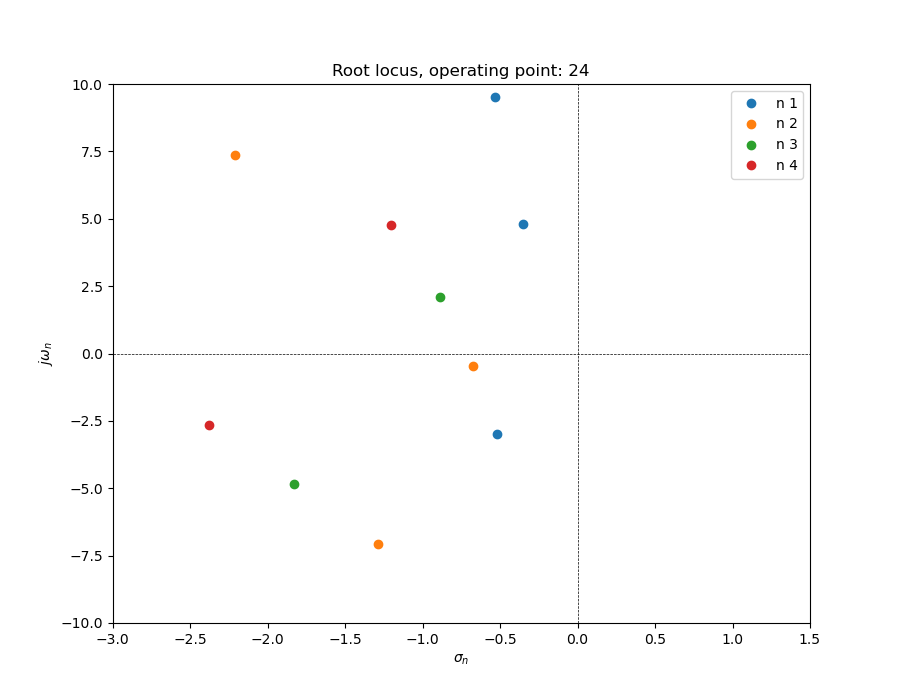 Root locus, operating point: 24
10.0
7.5
5.0
2.5
0.0
−2.5
−5.0
−7.5
−10.0
jωn
n 1
n 2
n 3
n 4
−3.0 −2.5 −2.0 −1.5 −1.0 −0.5 0.0 0.5 1.0 1.5
σn